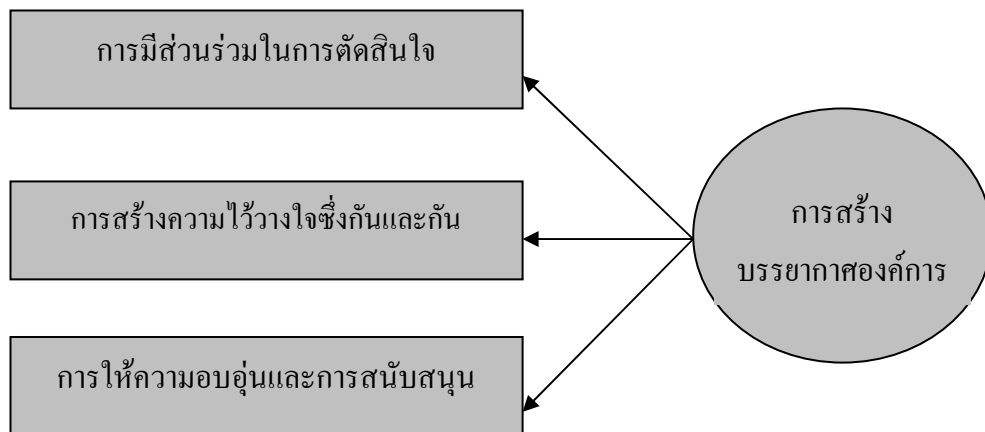 การมีส่วนร่วมในการตัดสินใจ
การสร้างความไว้วางใจซึ่งกันและกัน
การให้ความอบอุ่นและการสนับสนุน
การสร้าง
บรรยากาศองค์การ